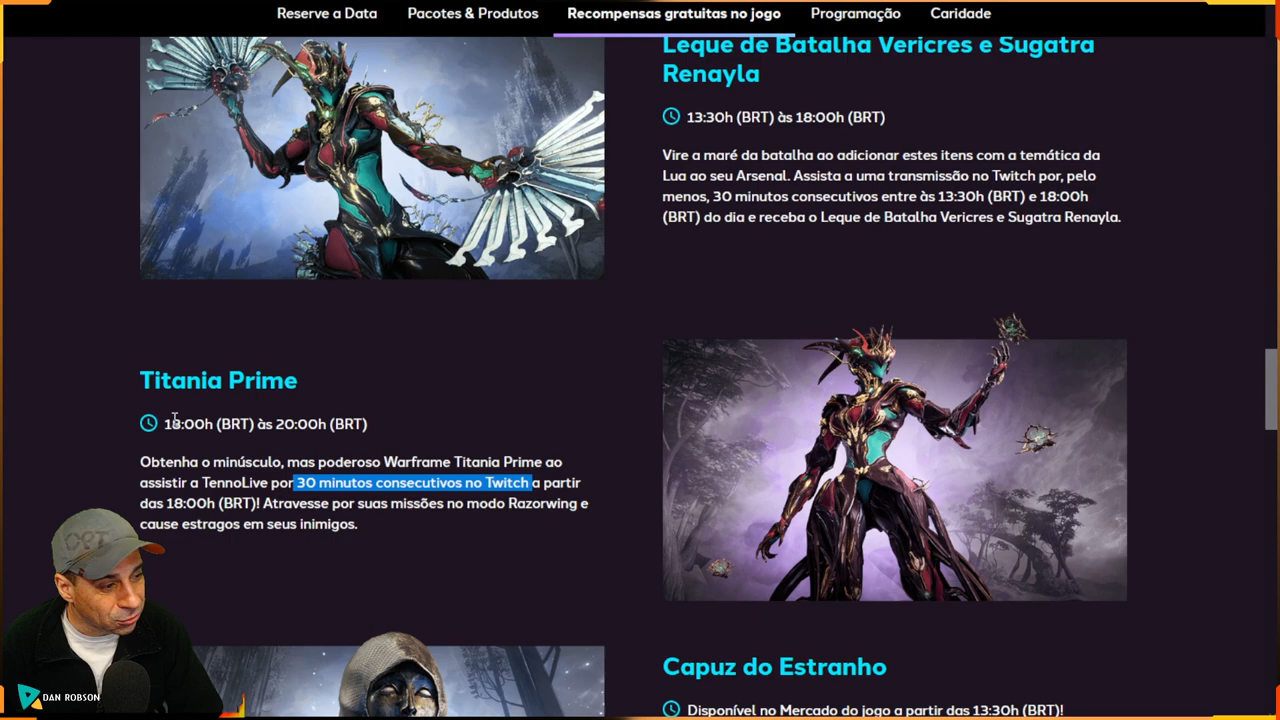 Reserve a Data
Pacotes & Produtos
Recompensas gratuitas no jogo
Programação
Caridade
Leque de Batalha Vericres e Sugatra
Renayla
13:30h (BRT) às 18:00h (BRT)
Vire a maré da batalha ao adicionar estes itens com a temática da
Lua ao seu Arsenal. Assista a uma transmissão no Twitch por, pelo
menos, 30 minutos consecutivos entre às 13:30h (BRT) e 18:00h
(BRT) do dia e receba o Leque de Batalha Vericres e Sugatra Renayla.
Titania Prime
18:00h (BRT) às 20:00h (BRT)
Obtenha o minúsculo, mas poderoso Warframe Titania Prime ao
assistir a TennoLive por 30 minutos consecutivos no Twitch a partir
das 18:00h (BRT)! Atravesse por suas missões no modo Razorwing e
cause estragos em seus inimigos.
Capuz do Estranho
Disponível no Mercado do jogo a partir das 13:30h (BRT)!
DAN ROBSON